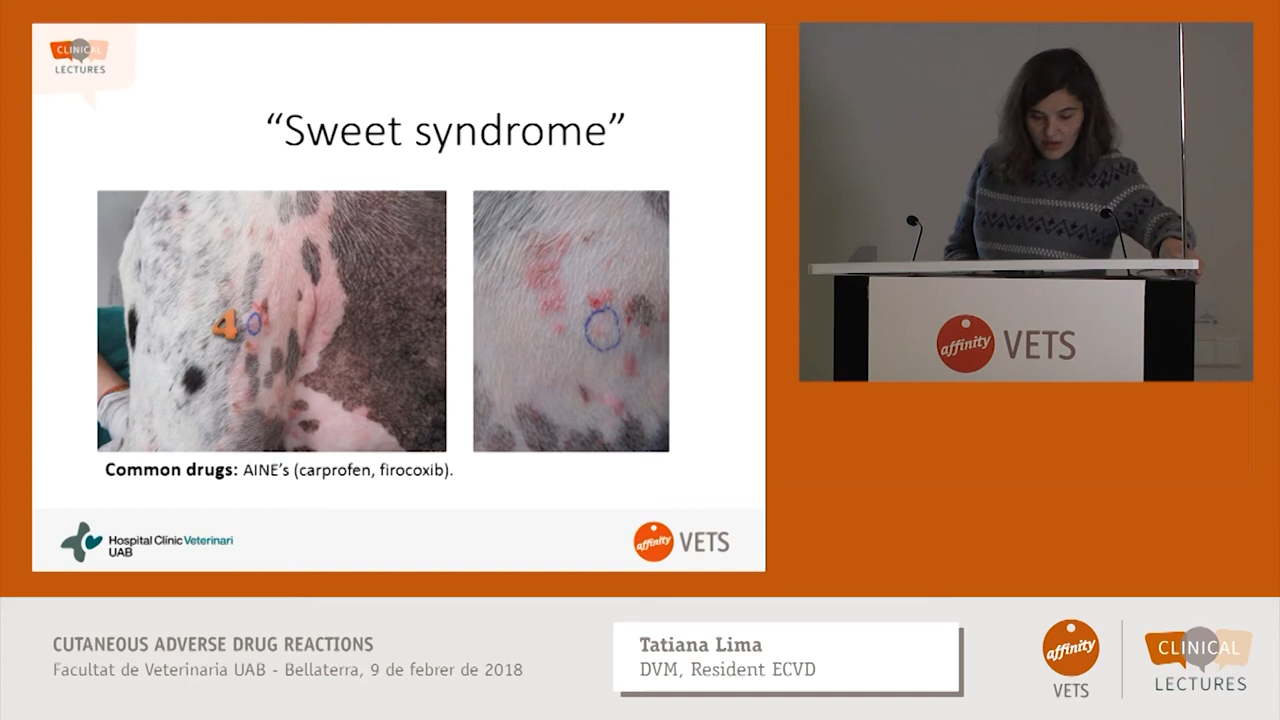 CLINICAL
LECTURES
“Sweet syndrome”
4
Common drugs: AINE’s (carprofen, firocoxib).
Hospital Clínic Veterinari
UAB
affinity VETS
affinity VETS
CUTANEOUS ADVERSE DRUG REACTIONS
Facultat de Veterinaria UAB - Bellaterra, 9 de febrer de 2018
Tatiana Lima
DVM, Resident ECVD
affinity
VETS
CLINICAL
LECTURES